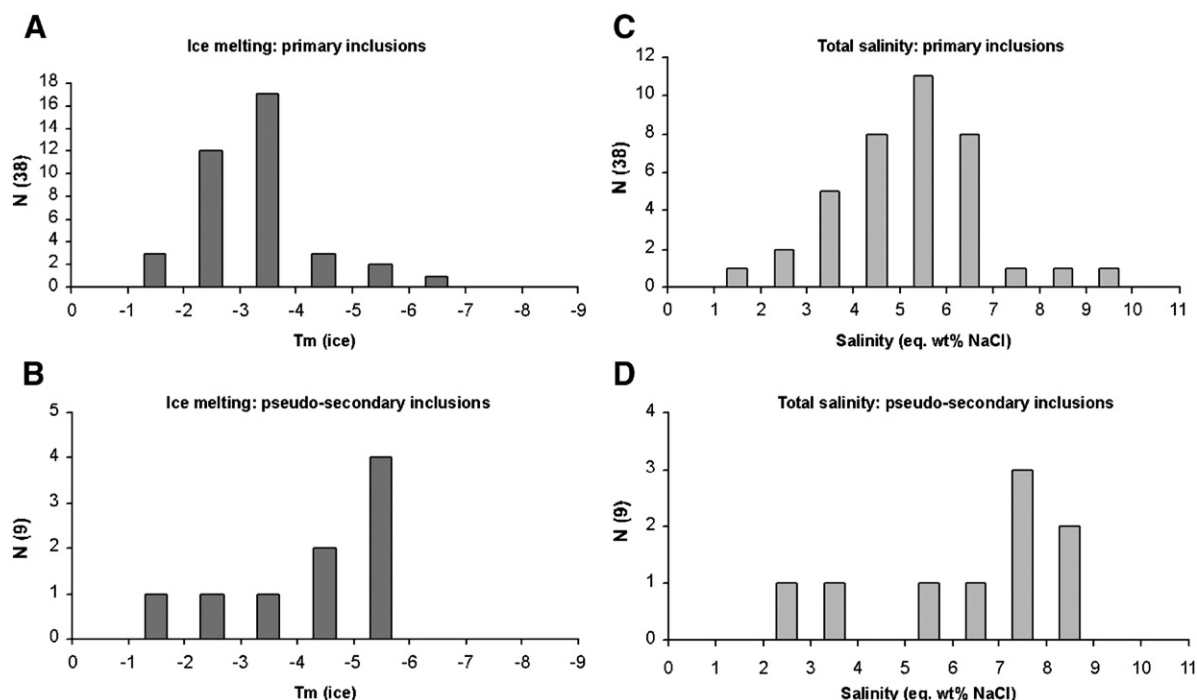 A
Ice melting: primary inclusions
18
16
14
12
10
8
6
4
2
0
N (38)
0 -1 -2 -3 -4 -5 -6 -7 -8 -9
Tm (ice)
C
Total salinity: primary inclusions
12
10
8
6
4
2
0
N (38)
0 1 2 3 4 5 6 7 8 9 10 11
Salinity (eq. wt% NaCl)
B
Ice melting: pseudo-secondary inclusions
5
4
3
2
1
0
N (9)
0 -1 -2 -3 -4 -5 -6 -7 -8 -9
Tm (ice)
D
Total salinity: pseudo-secondary inclusions
4
3
2
1
0
N (9)
0 1 2 3 4 5 6 7 8 9 10 11
Salinity (eq. wt% NaCl)